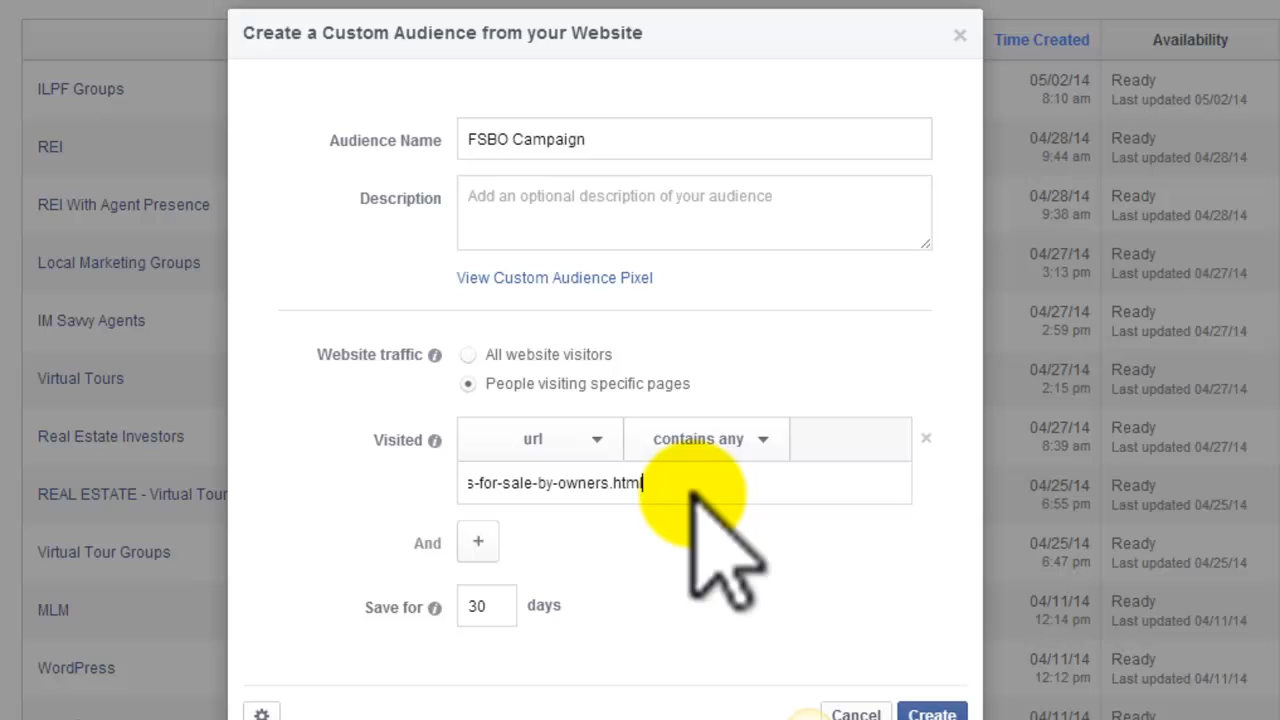 Create a Custom Audience from your Website
×
Time Created
Availability
ILPF Groups
05/02/14
8:10 am
Ready
Last updated 05/02/14
REI
04/28/14
9:44 am
Ready
Last updated 04/28/14
REI With Agent Presence
04/28/14
9:38 am
Ready
Last updated 04/28/14
Local Marketing Groups
04/27/14
3:13 pm
Ready
Last updated 04/27/14
IM Savvy Agents
04/27/14
2:59 pm
Ready
Last updated 04/27/14
Virtual Tours
04/27/14
2:15 pm
Ready
Last updated 04/27/14
Real Estate Investors
04/27/14
8:39 am
Ready
Last updated 04/27/14
REAL ESTATE - Virtual Tour
04/25/14
6:55 pm
Ready
Last updated 04/25/14
Virtual Tour Groups
04/25/14
6:47 pm
Ready
Last updated 04/25/14
MLM
04/11/14
12:14 pm
Ready
Last updated 04/11/14
WordPress
04/11/14
12:12 pm
Ready
Last updated 04/11/14
04/11/14
Ready
Audience Name
FSBO Campaign
Description
Add an optional description of your audience
View Custom Audience Pixel
Website traffic
All website visitors
People visiting specific pages
Visited
url
contains any
×
s-for-sale-by-owners.html
And
+
Save for
30
days
Cancel
Create